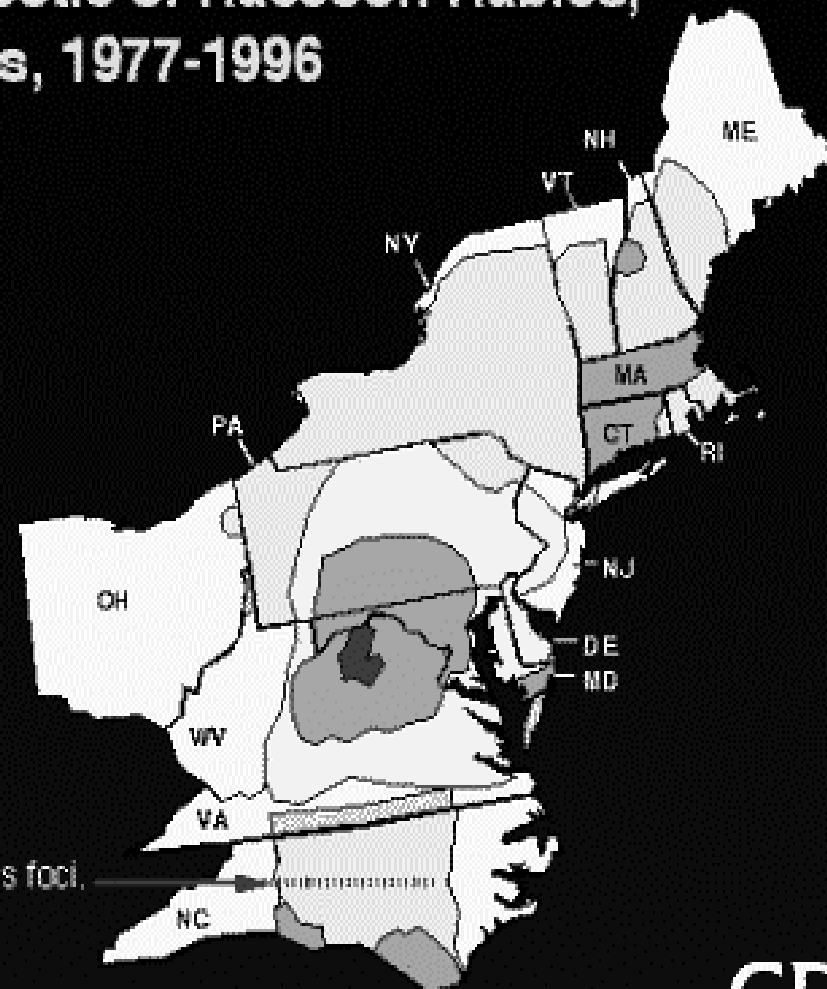 s, 1977-1996
ME
NH
VT
NY
MA
PA
CT
RI
NJ
OH
DE
MD
WV
VA
s foci.
NC